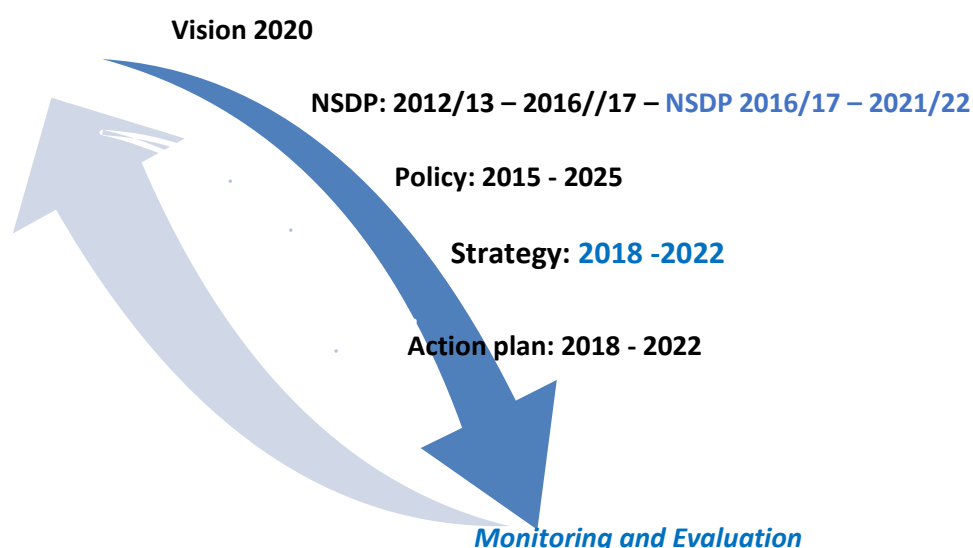 Vision 2020
NSDP: 2012/13 – 2016//17 – NSDP 2016/17 – 2021/22
Policy: 2015 - 2025
Strategy: 2018 -2022
Action plan: 2018 - 2022
Monitoring and Evaluation